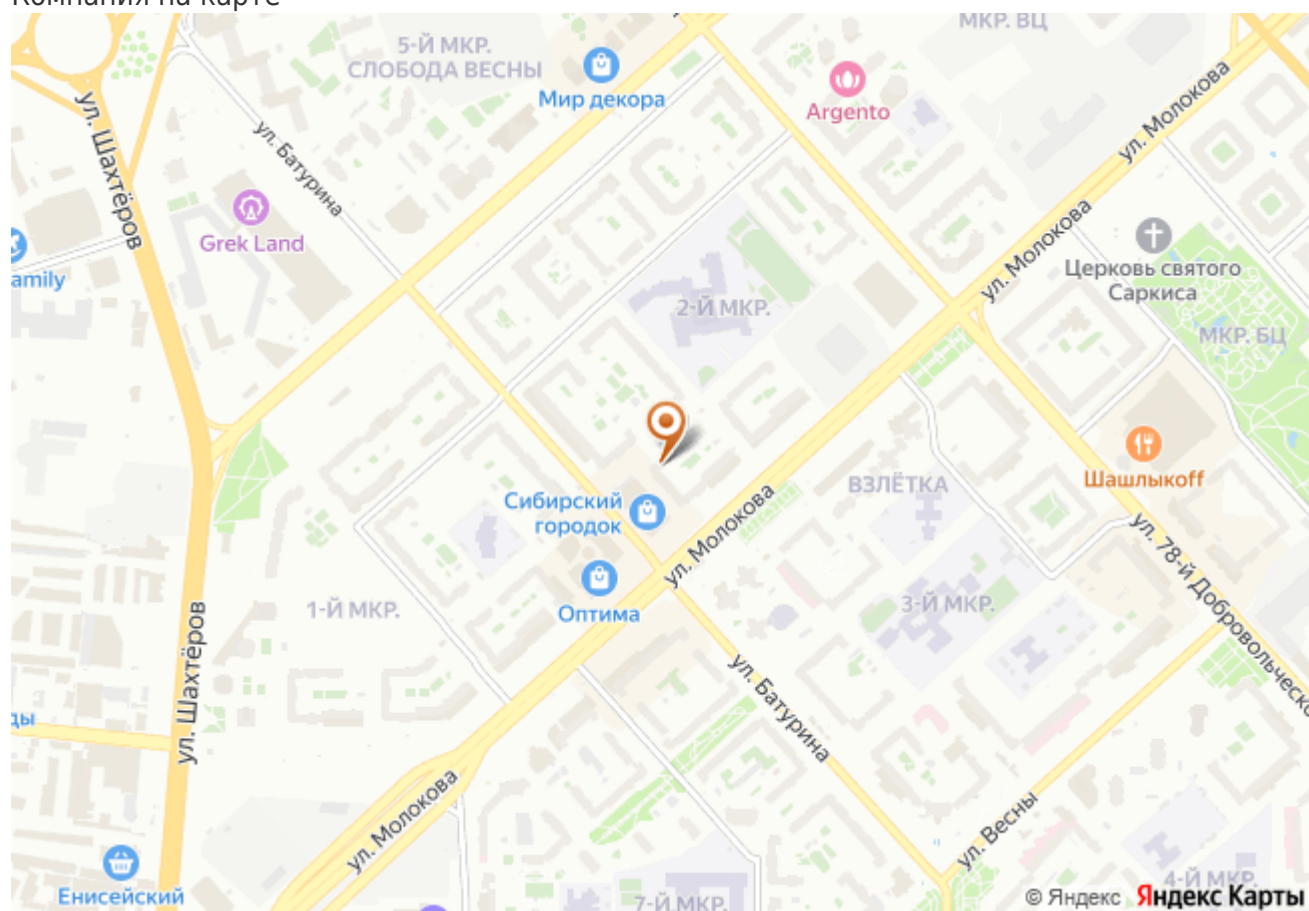 Компания на карте
МКР. ВЦ
5-Й МКР.
СЛОБОДА ВЕСНЫ
Мир декора
Argento
ул. Молокова
ул. Шахтёров
ул. Батурина
Grek Land
amily
ул. Молокова
Церковь святого
Саркиса
2-Й МКР.
МКР. БЦ
Шашлыкоff
ВЗЛЁТКА
Сибирский
городок
ул. Молокова
ул. 78-й Добровольческо
Оптима
1-Й МКР.
3-Й МКР.
ул. Шахтёров
ул. Батурина
ды
ул. Молокова
ул. Весны
Енисейский
7-Й МКР.
4-Й МКР.
© Яндекс Яндекс Карты